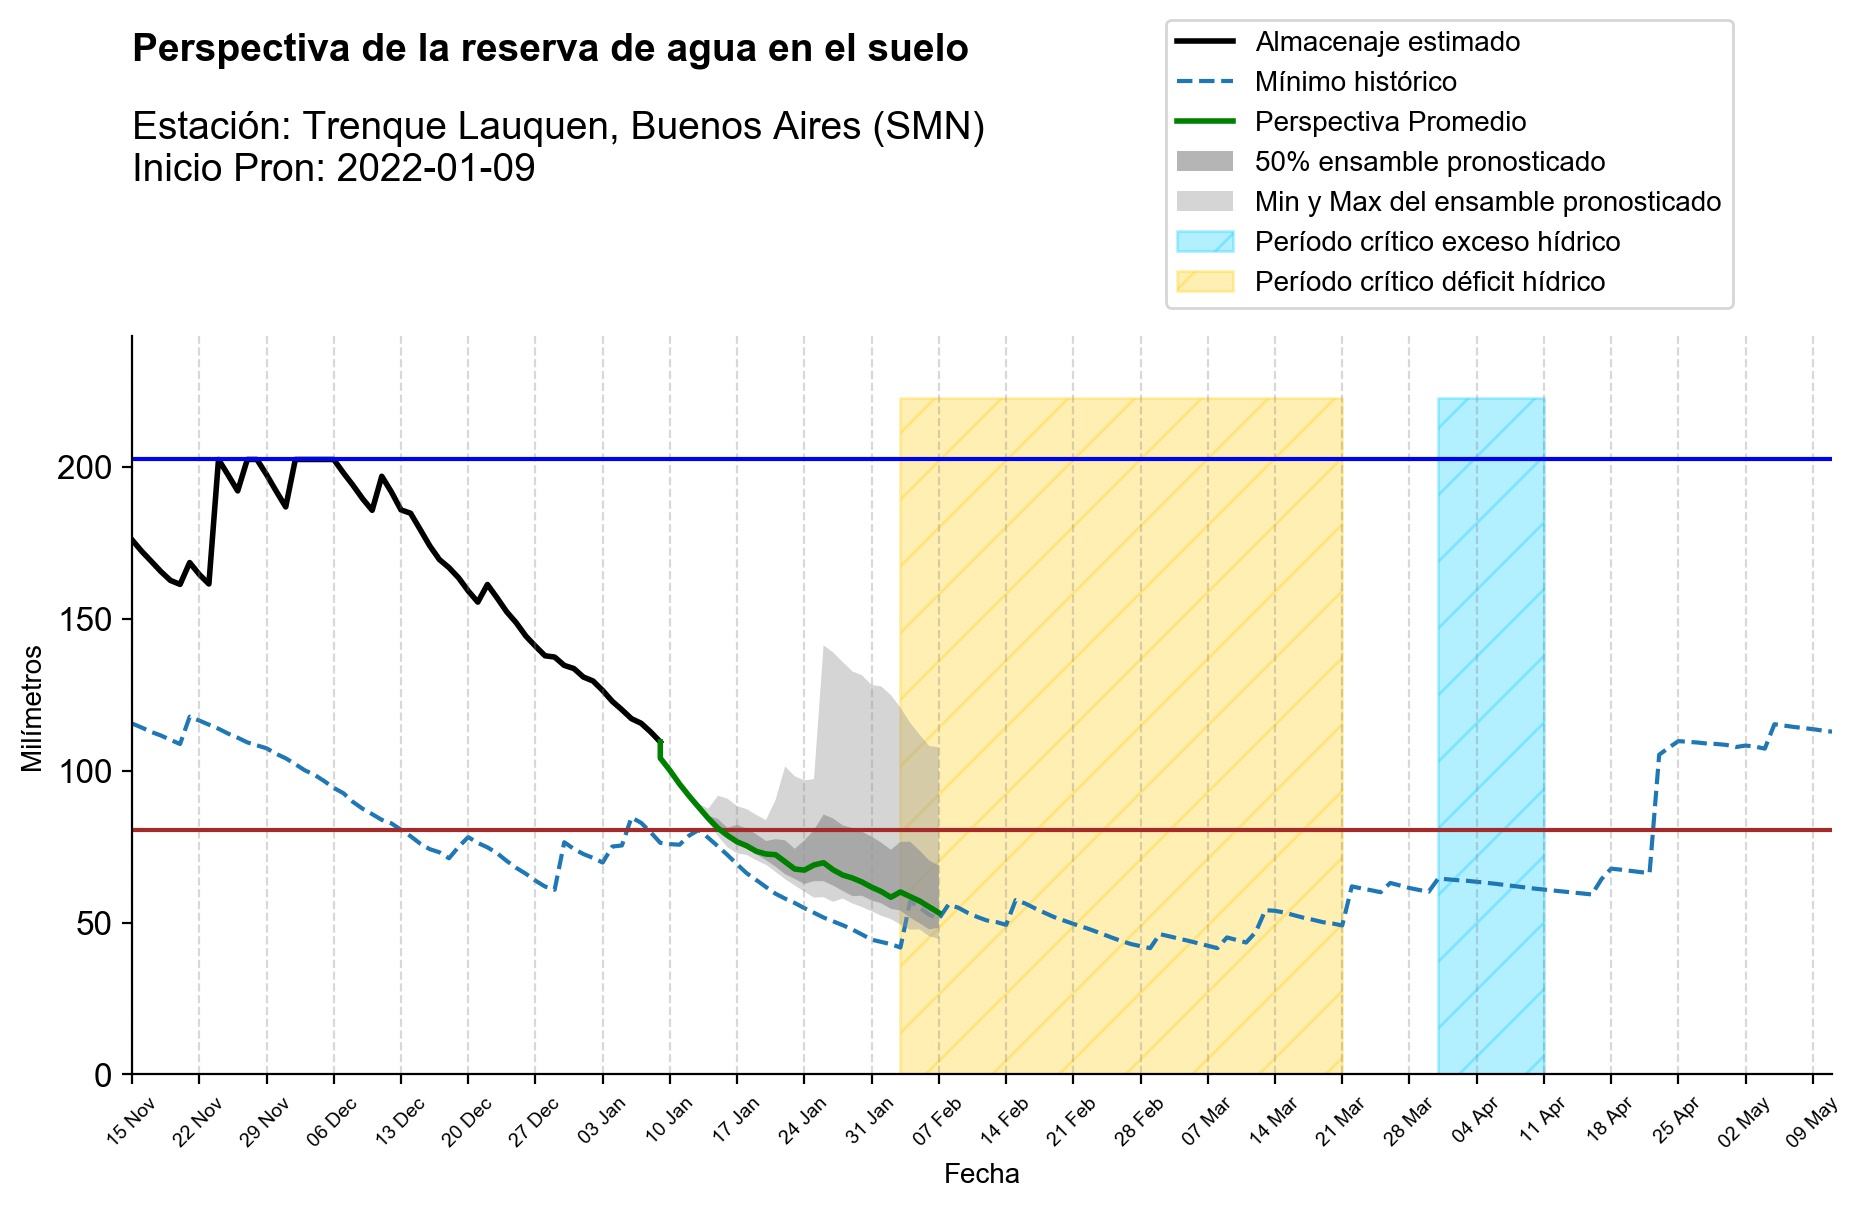 Perspectiva de la reserva de agua en el suelo
Estación: Trenque Lauquen, Buenos Aires (SMN)
Inicio Pron: 2022-01-09
Almacenaje estimado
Mínimo histórico
Perspectiva Promedio
50% ensamble pronosticado
Min y Max del ensamble pronosticado
Período crítico exceso hídrico
Período crítico déficit hídrico
Milímetros
200
150
100
50
0
15 Nov
22 Nov
29 Nov
06 Dec
13 Dec
20 Dec
27 Dec
03 Jan
10 Jan
17 Jan
24 Jan
31 Jan
07 Feb
14 Feb
21 Feb
28 Feb
07 Mar
14 Mar
21 Mar
28 Mar
04 Apr
11 Apr
18 Apr
25 Apr
02 May
09 May
Fecha